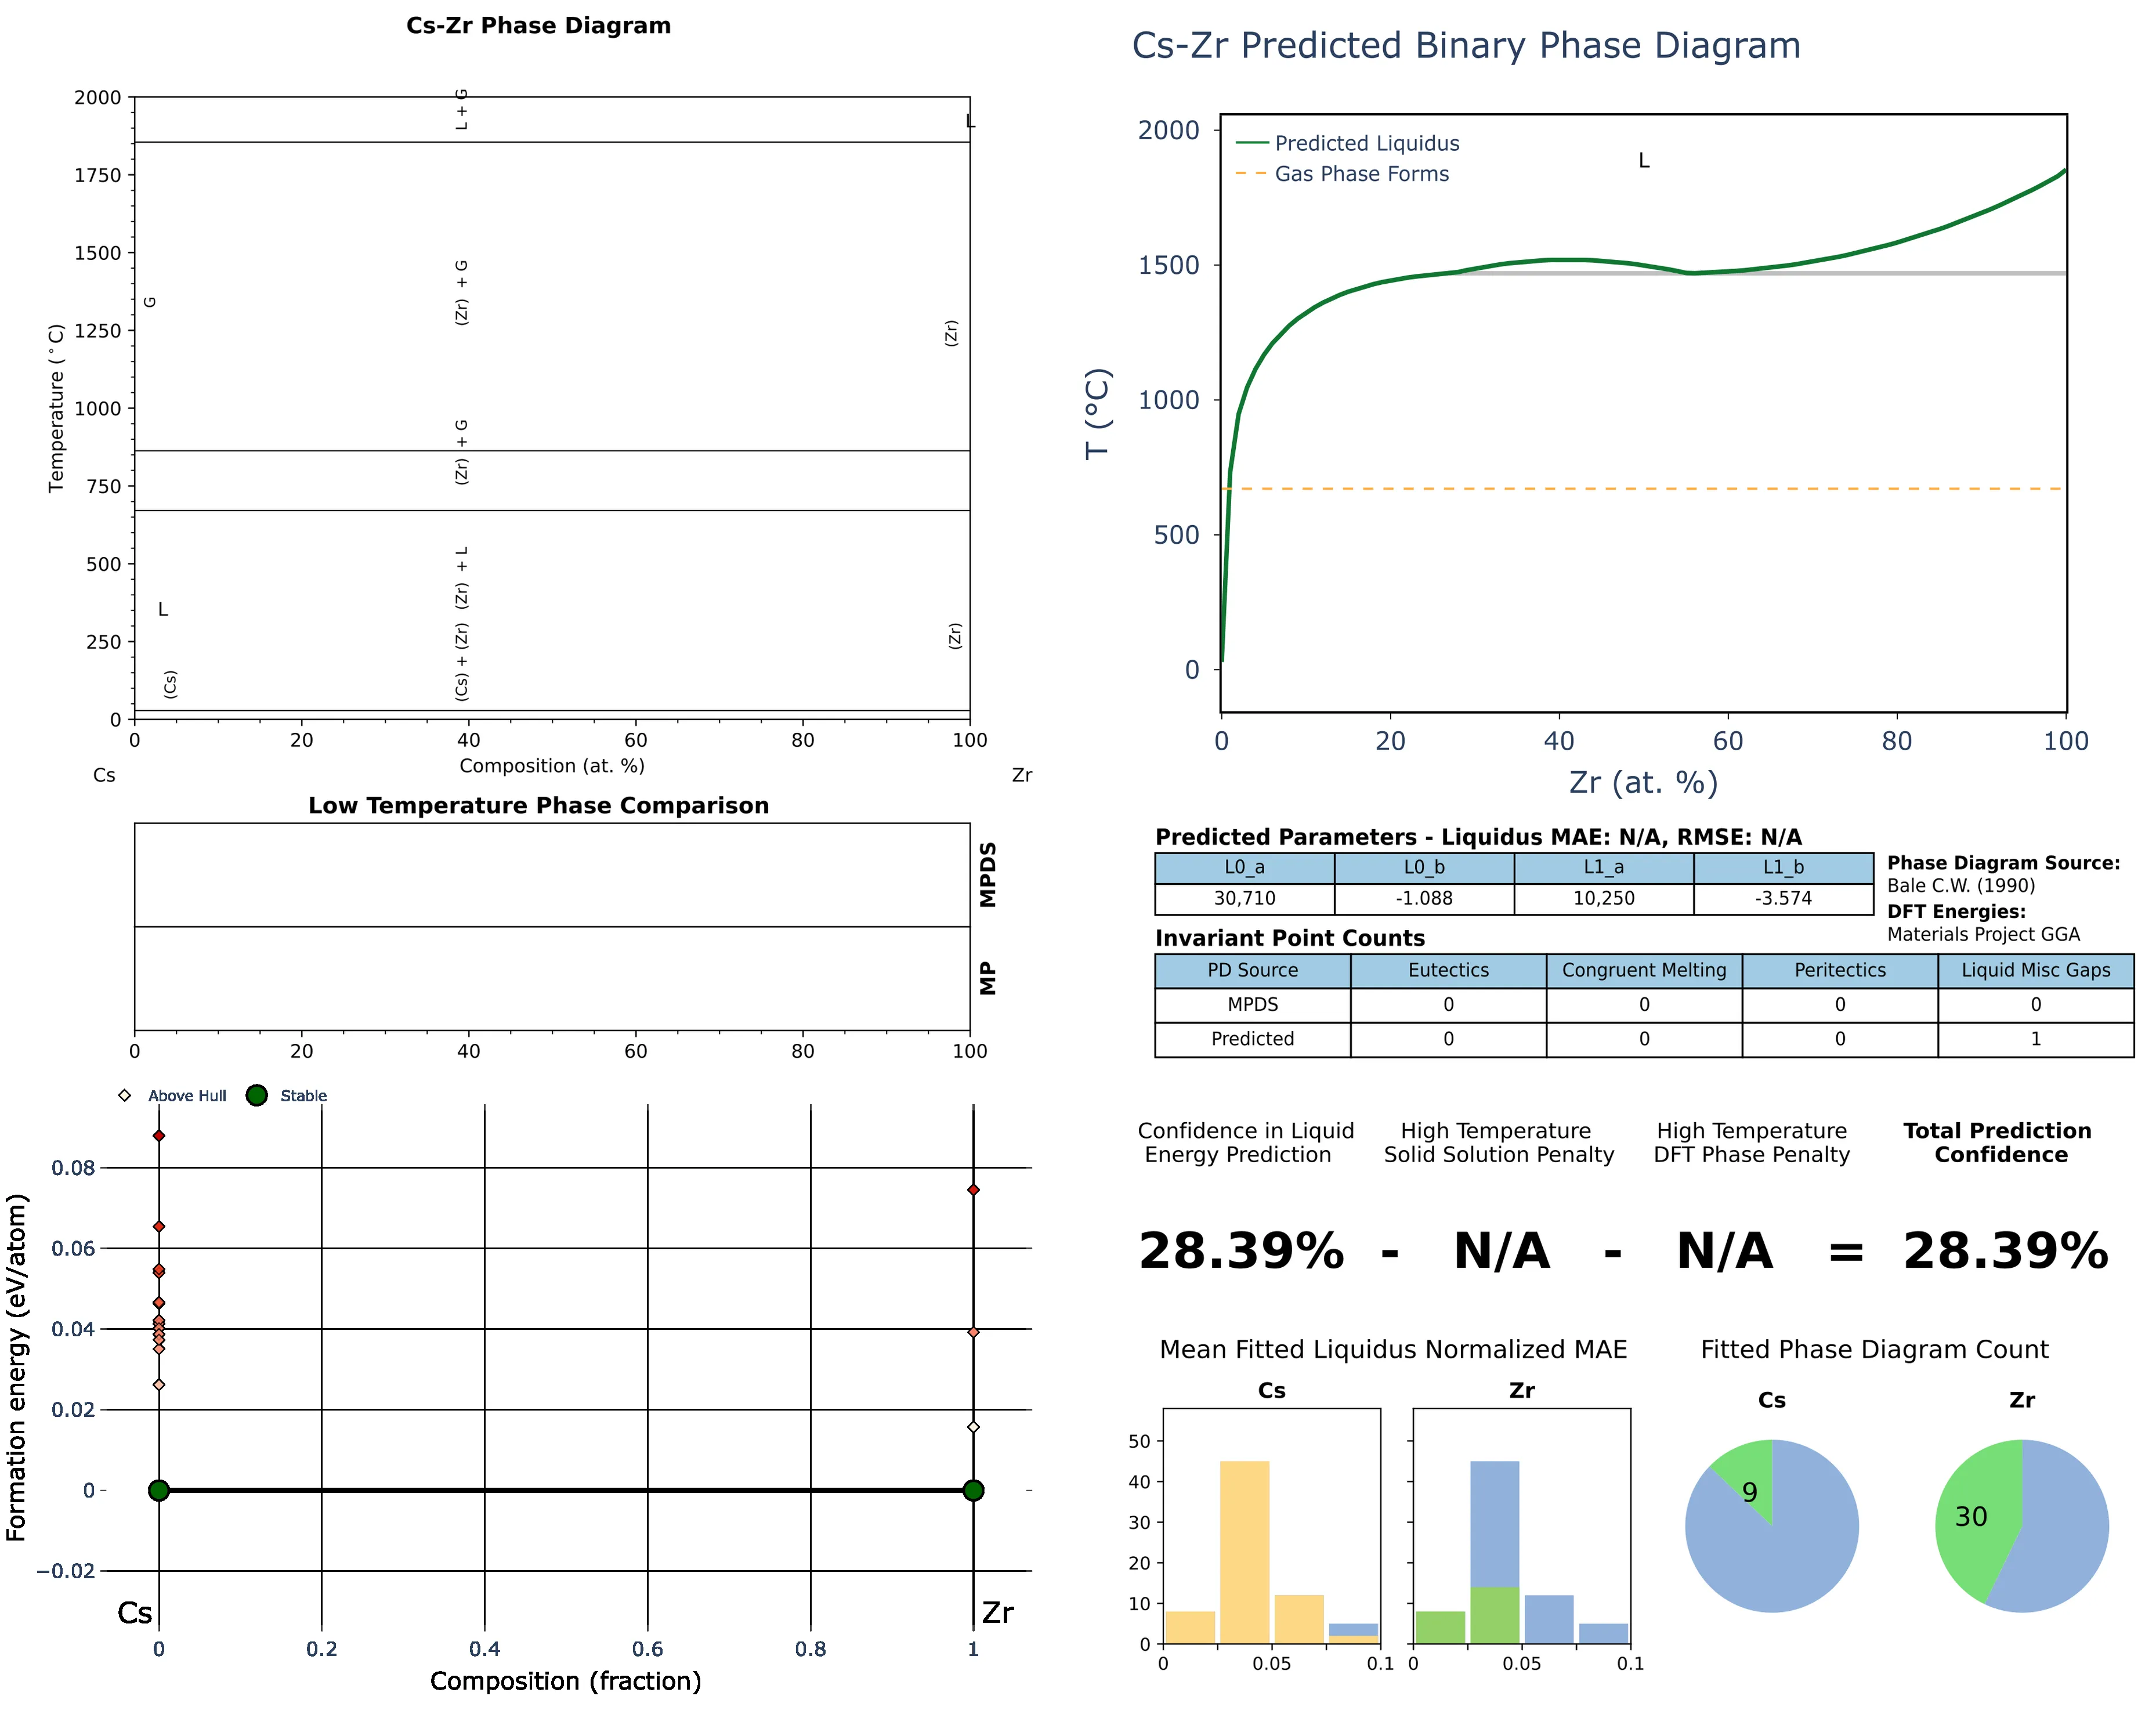 Cs-Zr Phase Diagram
2000
1750
1500
1250
1000
750
500
250
0
Temperature (°C)
L + G
L
G
(Zr) + G
(Zr)
(Zr) + G
L
(Cs)
(Cs) + (Zr) (Zr) + L
(Zr)
0 20 40 60 80 100
Composition (at. %)
Cs Zr
Low Temperature Phase Comparison
MPDS
MP
0 20 40 60 80 100
Above Hull Stable
0.08
0.06
0.04
0.02
0
−0.02
Formation energy (eV/atom)
Cs Zr
0 0.2 0.4 0.6 0.8 1
Composition (fraction)
Cs-Zr Predicted Binary Phase Diagram
Predicted Liquidus
Gas Phase Forms
L
2000
1500
1000
500
0
T (°C)
0 20 40 60 80 100
Zr (at. %)
Predicted Parameters - Liquidus MAE: N/A, RMSE: N/A
L0_a L0_b L1_a L1_b
30,710 -1.088 10,250 -3.574
Phase Diagram Source:
Bale C.W. (1990)
DFT Energies:
Materials Project GGA
Invariant Point Counts
PD Source Eutectics Congruent Melting Peritectics Liquid Misc Gaps
MPDS 0 0 0 0
Predicted 0 0 0 1
Confidence in Liquid
Energy Prediction
High Temperature
Solid Solution Penalty
High Temperature
DFT Phase Penalty
Total Prediction
Confidence
28.39% - N/A - N/A = 28.39%
Mean Fitted Liquidus Normalized MAE
Cs Zr
50
40
30
20
10
0
0 0.05 0.1 0 0.05 0.1
Fitted Phase Diagram Count
Cs Zr
9 30